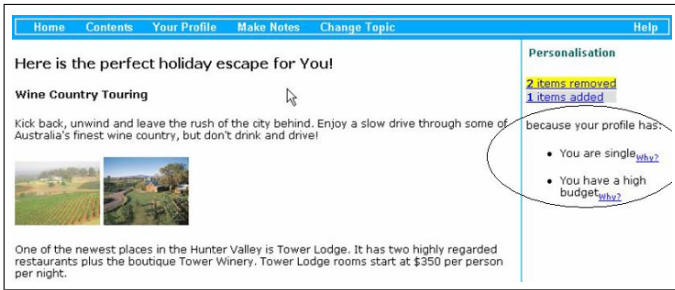 Home Contents Your Profile Make Notes Change Topic Help
Here is the perfect holiday escape for You!
Wine Country Touring
Kick back, unwind and leave the rush of the city behind. Enjoy a slow drive through some of
Australia's finest wine country, but don't drink and drive!
One of the newest places in the Hunter Valley is Tower Lodge. It has two highly regarded
restaurants plus the boutique Tower Winery. Tower Lodge rooms start at $350 per person
per night.
Personalisation
2 items removed
1 items added
because your profile has:
• You are single Why?
• You have a high
budget Why?